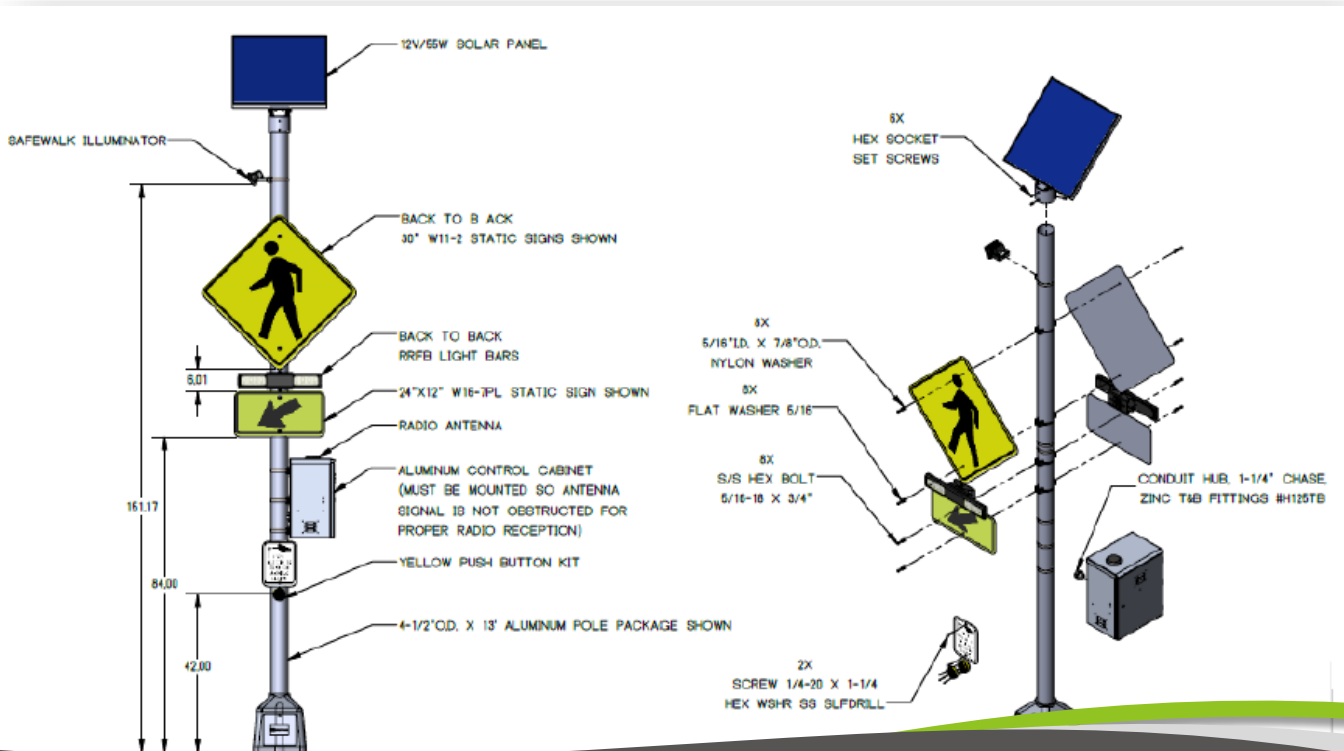 12V/55W SOLAR PANEL
SAFEWALK ILLUMINATOR
BACK TO B ACK
30" W11-2 STATIC SIGNS SHOWN
BACK TO BACK
RRFB LIGHT BARS
6.01
24"X12" W16-7PL STATIC SIGN SHOWN
RADIO ANTENNA
ALUMINUM CONTROL CABINET
(MUST BE MOUNTED SO ANTENNA
SIGNAL IS NOT OBSTRUCTED FOR
PROPER RADIO RECEPTION)
161.17
YELLOW PUSH BUTTON KIT
84.00
4-1/2"O.D. X 13' ALUMINUM POLE PACKAGE SHOWN
42.00
6X
HEX SOCKET
SET SCREWS
8X
5/16"I.D. X 7/8"O.D.
NYLON WASHER
8X
FLAT WASHER 5/16
8X
S/S HEX BOLT
5/16-18 X 3/4"
CONDUIT HUB, 1-1/4" CHASE,
ZINC T&B FITTINGS #H125TB
2X
SCREW 1/4-20 X 1-1/4
HEX WSHR SS SLFDRILL